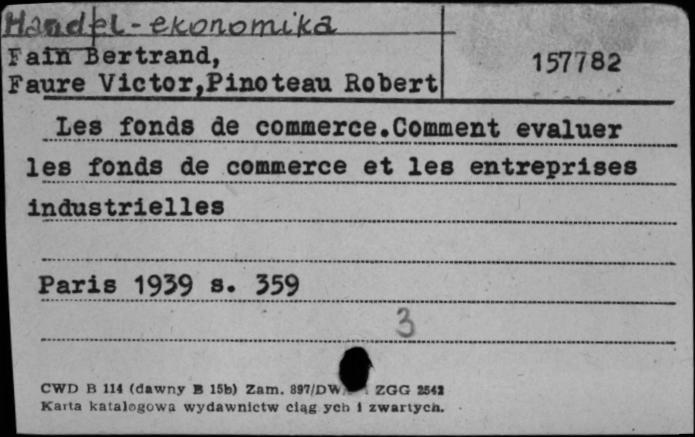 Handel - ekonomika
Fain Bertrand,
Faure Victor,Pinoteau Robert
157782
Les fonds de commerce.Comment evaluer
les fonds de commerce et les entreprises
industrielles
Paris 1939 s. 359
3
CWD B 114 (dawny B 15b) Zam. 897/DW ZGG 2542
Karta katalogowa wydawnictw ciąg ych i zwartych.